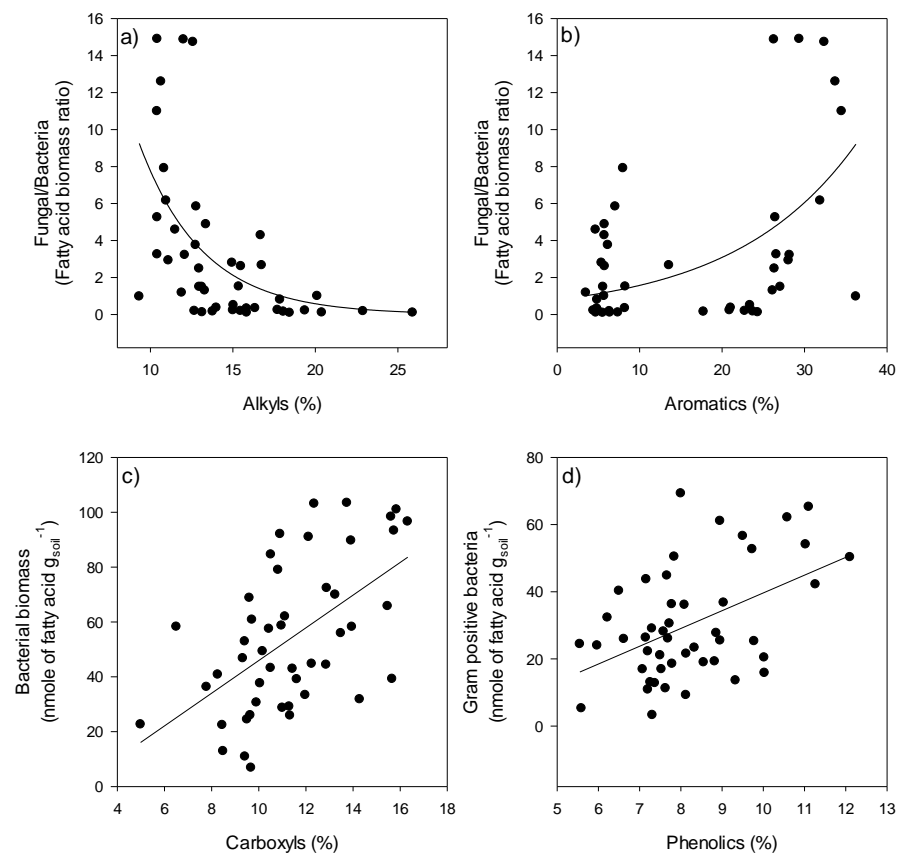 a)
Fungal/Bacteria
(Fatty acid biomass ratio)
16
14
12
10
8
6
4
2
0
10 15 20 25
Alkyls (%)
b)
Fungal/Bacteria
(Fatty acid biomass ratio)
16
14
12
10
8
6
4
2
0
0 10 20 30 40
Aromatics (%)
c)
Bacterial biomass
(nmole of fatty acid g_soil^-1)
120
100
80
60
40
20
0
4 6 8 10 12 14 16 18
Carboxyls (%)
d)
Gram positive bacteria
(nmole of fatty acid g_soil^-1)
80
60
40
20
0
5 6 7 8 9 10 11 12 13
Phenolics (%)